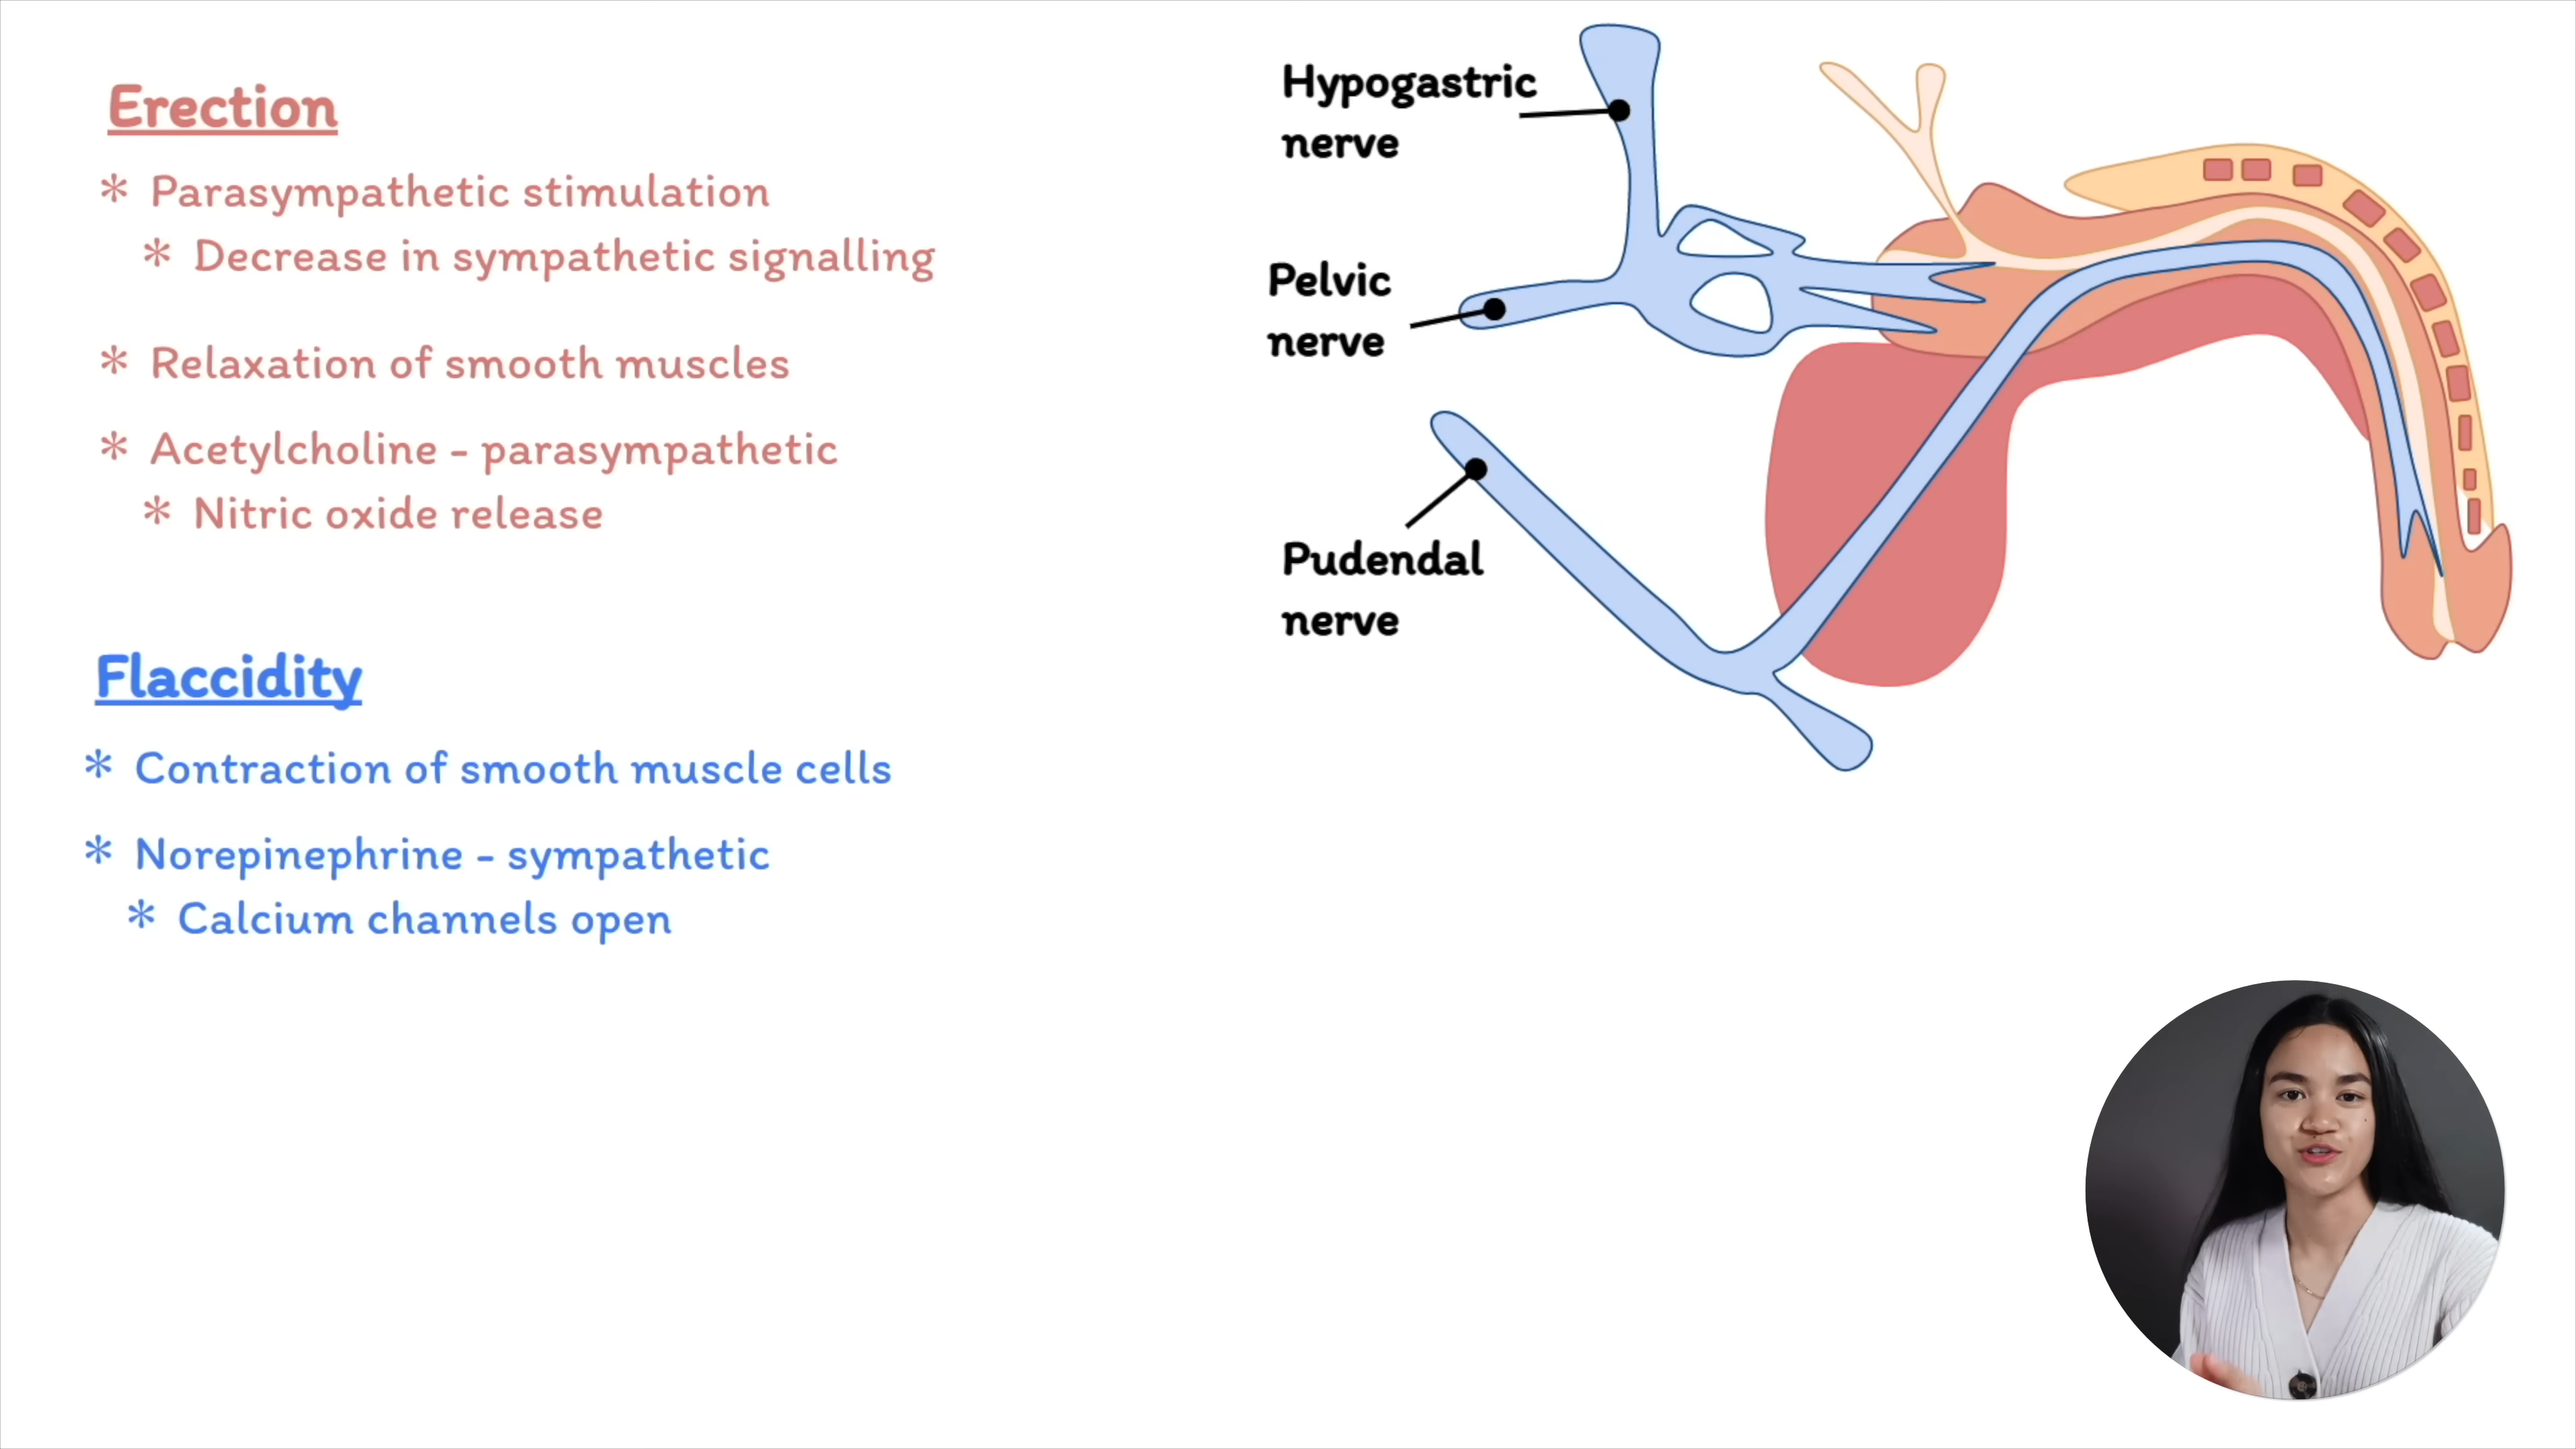 Erection
* Parasympathetic stimulation
* Decrease in sympathetic signalling
* Relaxation of smooth muscles
* Acetylcholine - parasympathetic
* Nitric oxide release
Flaccidity
* Contraction of smooth muscle cells
* Norepinephrine - sympathetic
* Calcium channels open
Hypogastric
nerve
Pelvic
nerve
Pudendal
nerve